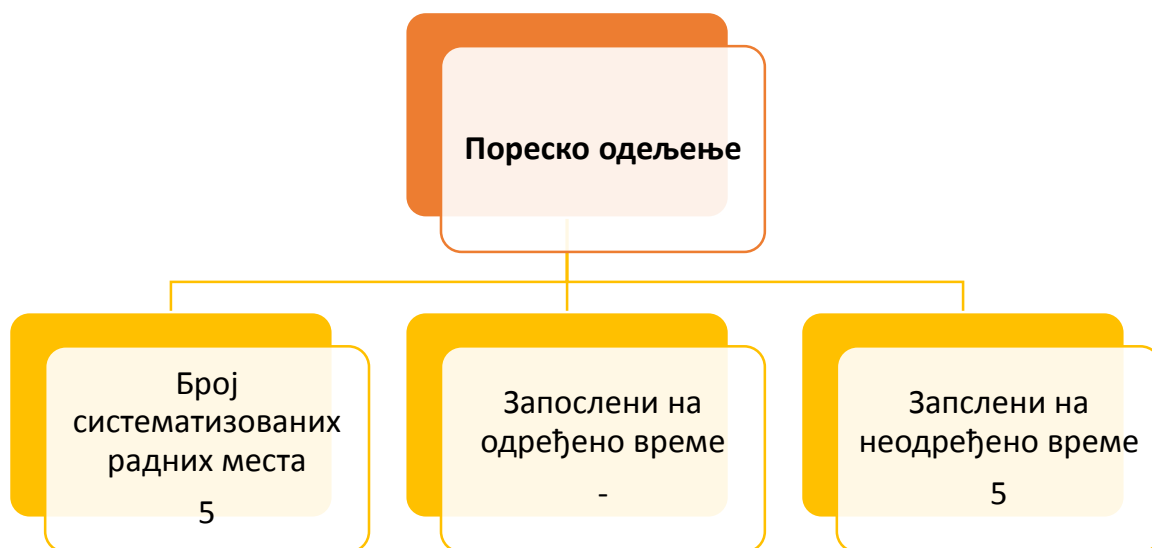 Пореско одељење
Број
систематизованих
радних места
5
Запослени на
одређено време
-
Запслени на
неодређено време
5